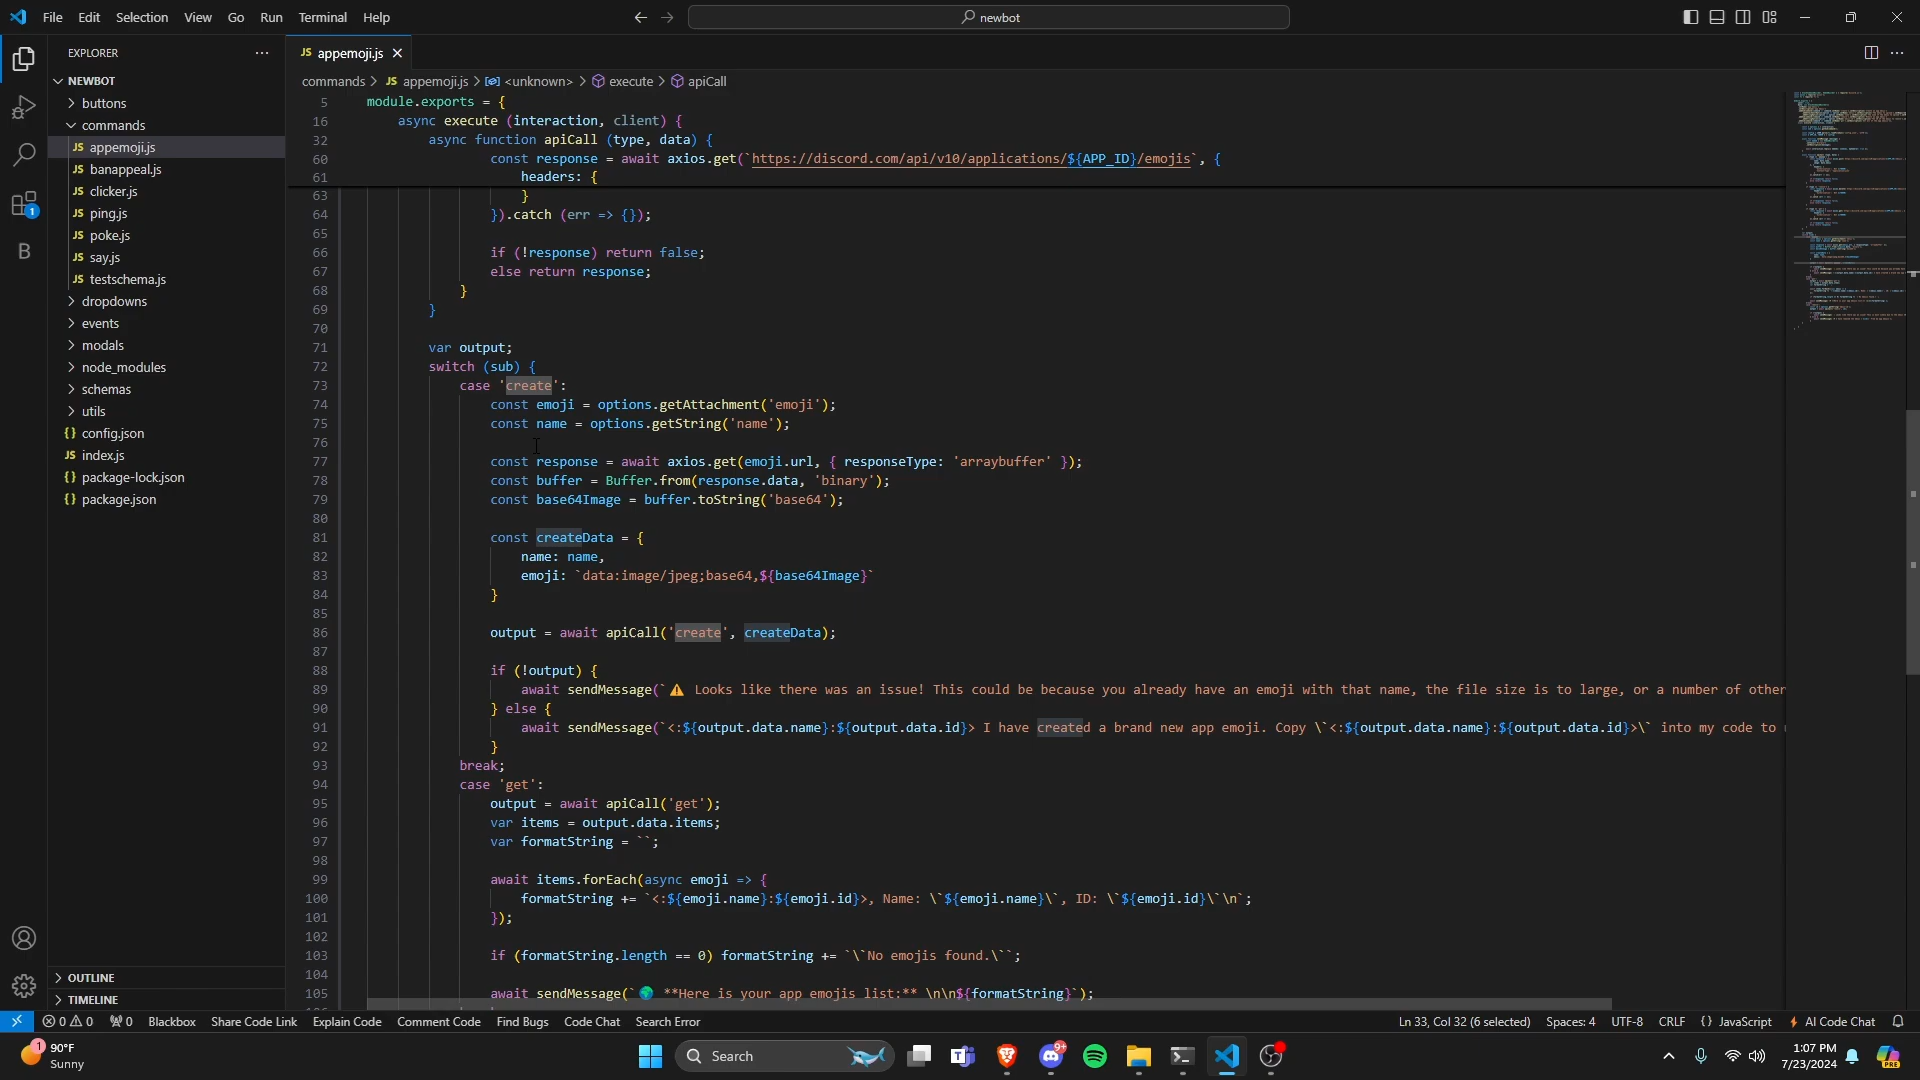 File Edit Selection View Go Run Terminal Help
newbot
EXPLORER
NEWBOT
buttons
commands
JS appemoji.js
JS banappeal.js
JS clicker.js
JS ping.js
JS poke.js
JS say.js
JS testschema.js
dropdowns
events
modals
node_modules
schemas
utils
{} config.json
JS index.js
{} package-lock.json
{} package.json
OUTLINE
TIMELINE
1
B
JS appemoji.js
commands > JS appemoji.js > <unknown> > execute > apiCall
5 module.exports = {
16 async execute (interaction, client) {
32 async function apiCall (type, data) {
60 const response = await axios.get(`https://discord.com/api/v10/applications/${APP_ID}/emojis`, {
61 headers: {
63 }
64 }).catch (err => {});
65
66 if (!response) return false;
67 else return response;
68 }
69 }
70
71 var output;
72 switch (sub) {
73 case 'create':
74 const emoji = options.getAttachment('emoji');
75 const name = options.getString('name');
76
77 const response = await axios.get(emoji.url, { responseType: 'arraybuffer' });
78 const buffer = Buffer.from(response.data, 'binary');
79 const base64Image = buffer.toString('base64');
80
81 const createData = {
82 name: name,
83 emoji: `data:image/jpeg;base64,${base64Image}`
84 }
85
86 output = await apiCall('create', createData);
87
88 if (!output) {
89 await sendMessage(`⚠️ Looks like there was an issue! This could be because you already have an emoji with that name, the file size is to large, or a number of other
90 } else {
91 await sendMessage(`<:${output.data.name}:${output.data.id}> I have created a brand new app emoji. Copy \`<:${output.data.name}:${output.data.id}>\` into my code to
92 }
93 break;
94 case 'get':
95 output = await apiCall('get');
96 var items = output.data.items;
97 var formatString = ``;
98
99 await items.forEach(async emoji => {
100 formatString += `<:${emoji.name}:${emoji.id}>, Name: \`${emoji.name}\`, ID: \`${emoji.id}\`\n`;
101 });
102
103 if (formatString.length == 0) formatString += `\`No emojis found.\``;
104
105 await sendMessage(`🌍 **Here is your app emojis list:** \n\n${formatString}`);
0 0 0 Blackbox Share Code Link Explain Code Comment Code Find Bugs Code Chat Search Error
Ln 33, Col 32 (6 selected) Spaces: 4 UTF-8 CRLF {} JavaScript AI Code Chat
1
90°F
Sunny
Search
9+
1:07 PM
7/23/2024
PRE